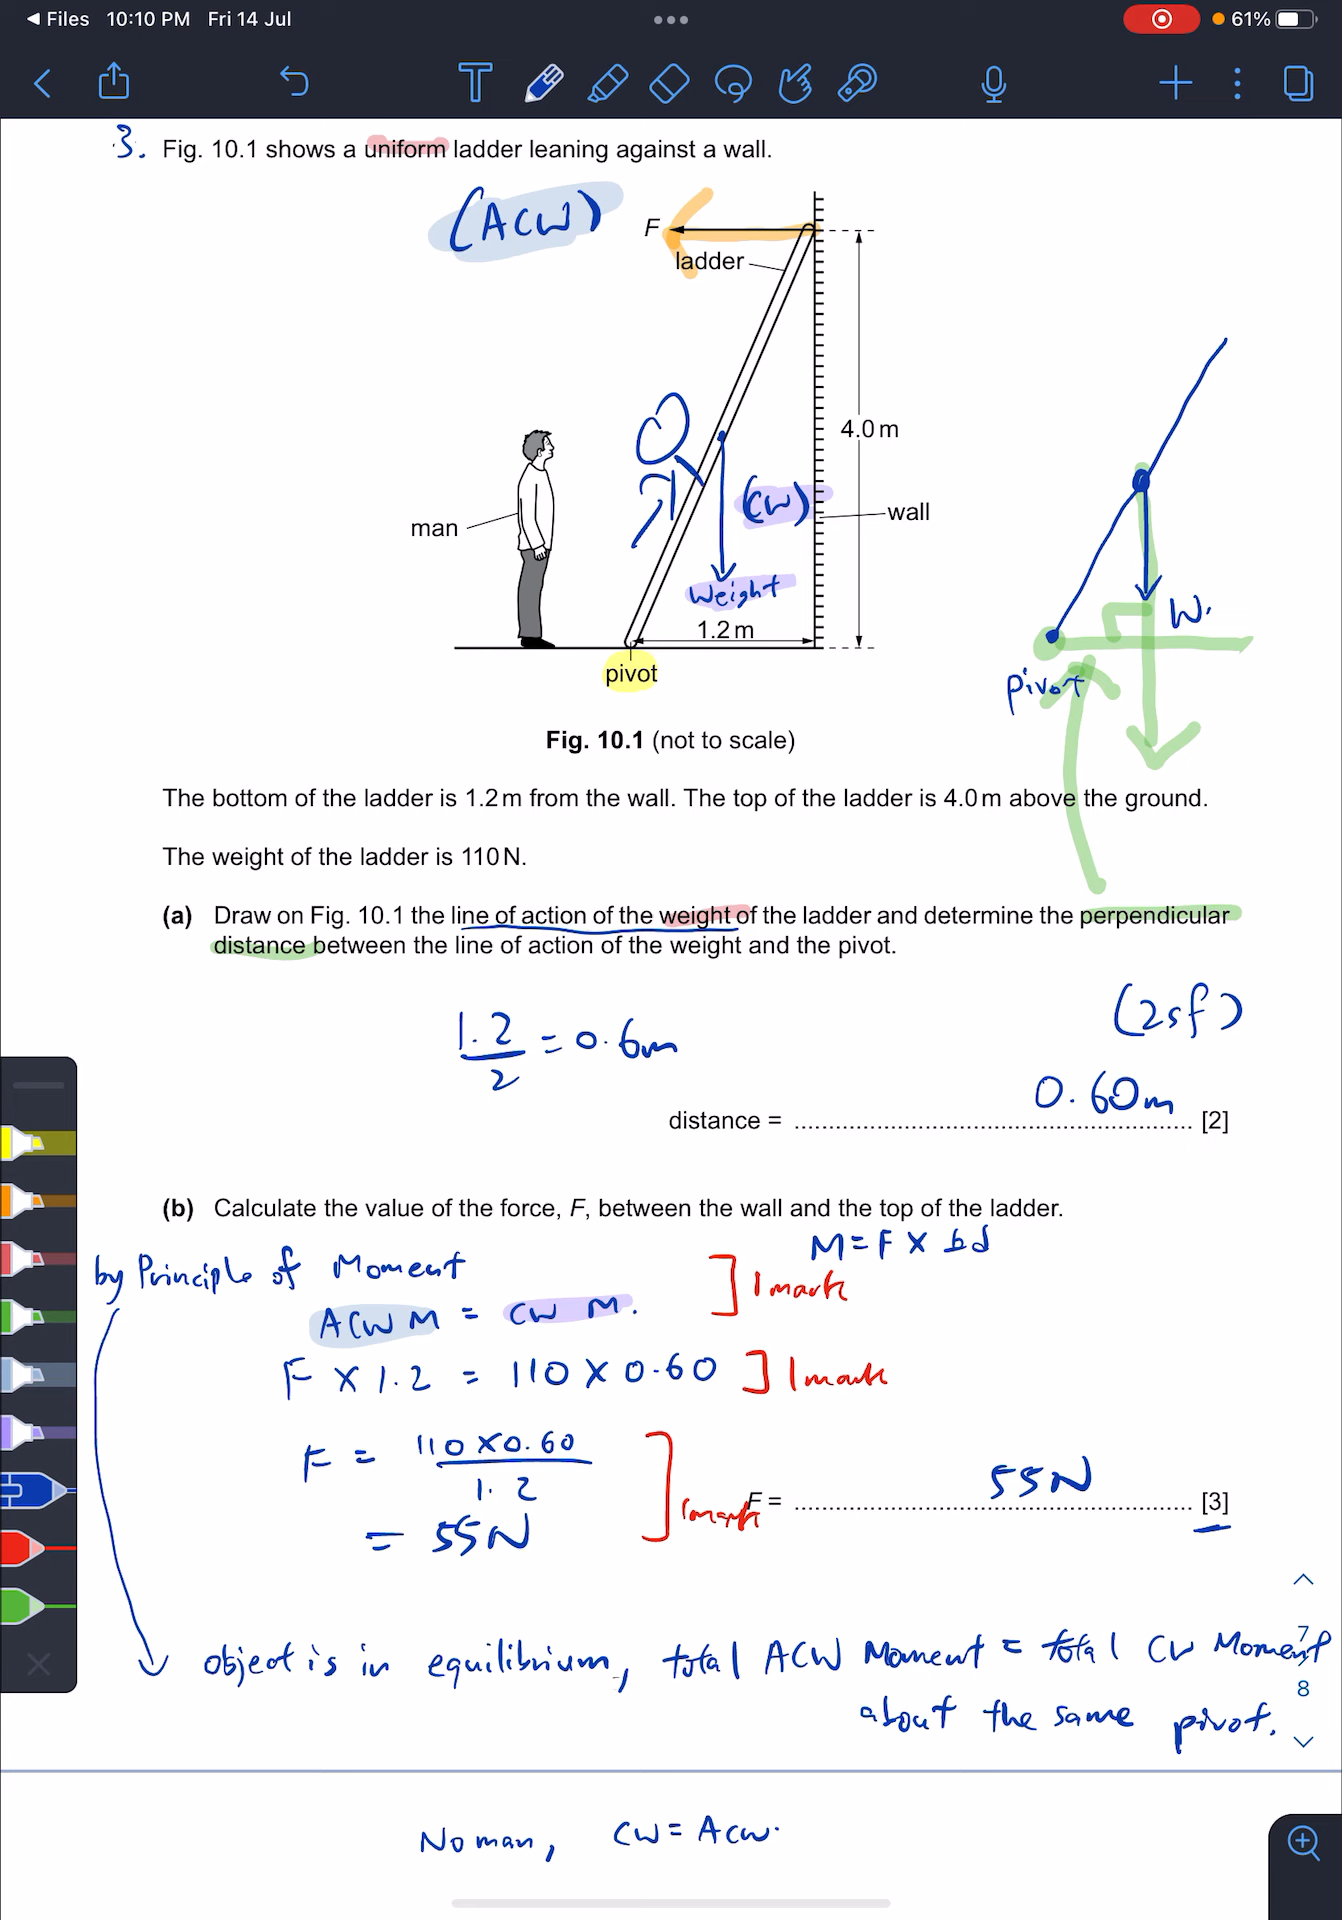 Files 10:10 PM Fri 14 Jul
61%
3. Fig. 10.1 shows a uniform ladder leaning against a wall.
(ACW)
F
ladder
4.0 m
man
(CW)
wall
Weight
1.2 m
pivot
W.
pivot
Fig. 10.1 (not to scale)
The bottom of the ladder is 1.2 m from the wall. The top of the ladder is 4.0 m above the ground.
The weight of the ladder is 110 N.
(a) Draw on Fig. 10.1 the line of action of the weight of the ladder and determine the perpendicular
distance between the line of action of the weight and the pivot.
1.2
2
= 0.6m
(2sf)
0.60m
distance = ........................................................ [2]
(b) Calculate the value of the force, F, between the wall and the top of the ladder.
M = F X ⊥d
by Principle of Moment
ACW M = CW M.
1 mark
F X 1.2 = 110 X 0.60
1 mark
F = 110 X 0.60
1.2
= 55N
1 mark
55N
F = ........................................................ [3]
object is in equilibrium, total ACW Moment = total CW Moment
about the same pivot.
7
8
No man, CW = ACW.